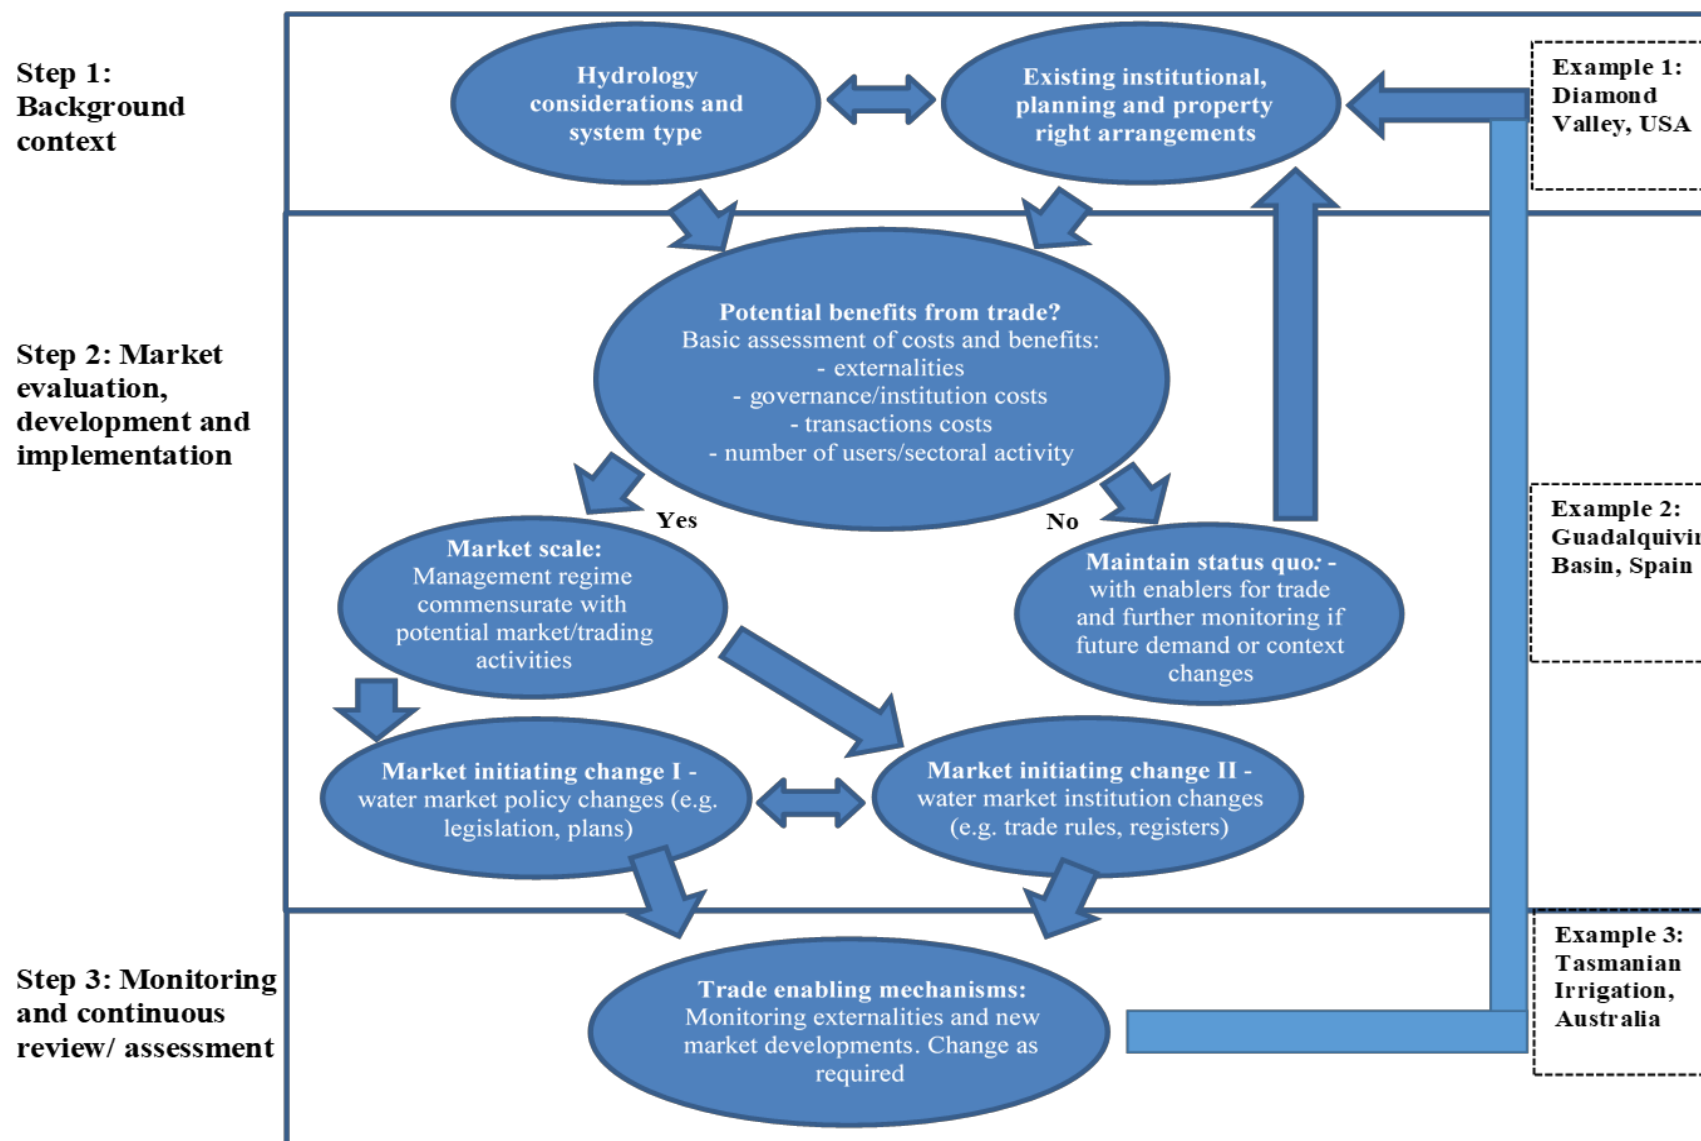 Step 1:
Background
context
Hydrology
considerations and
system type
Existing institutional,
planning and property
right arrangements
Example 1:
Diamond
Valley, USA
Step 2: Market
evaluation,
development and
implementation
Potential benefits from trade?
Basic assessment of costs and benefits:
- externalities
- governance/institution costs
- transactions costs
- number of users/sectoral activity
Yes
No
Market scale:
Management regime
commensurate with
potential market/trading
activities
Maintain status quo: -
with enablers for trade
and further monitoring if
future demand or context
changes
Example 2:
Guadalquivir
Basin, Spain
Market initiating change I -
water market policy changes (e.g.
legislation, plans)
Market initiating change II -
water market institution changes
(e.g. trade rules, registers)
Step 3: Monitoring
and continuous
review/ assessment
Trade enabling mechanisms:
Monitoring externalities and new
market developments. Change as
required
Example 3:
Tasmanian
Irrigation,
Australia